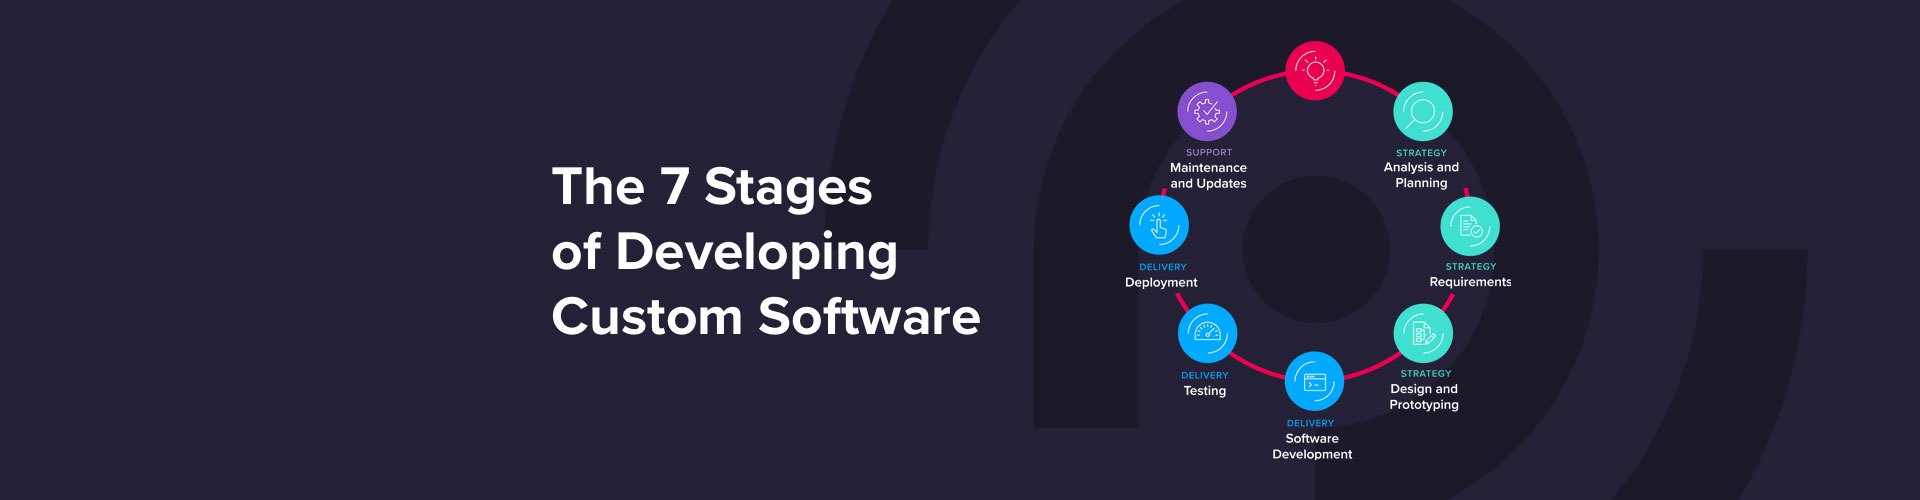 The 7 Stages
of Developing
Custom Software
STRATEGY
Analysis and
Planning
STRATEGY
Requirements
STRATEGY
Design and
Prototyping
DELIVERY
Software
Development
DELIVERY
Testing
DELIVERY
Deployment
SUPPORT
Maintenance
and Updates